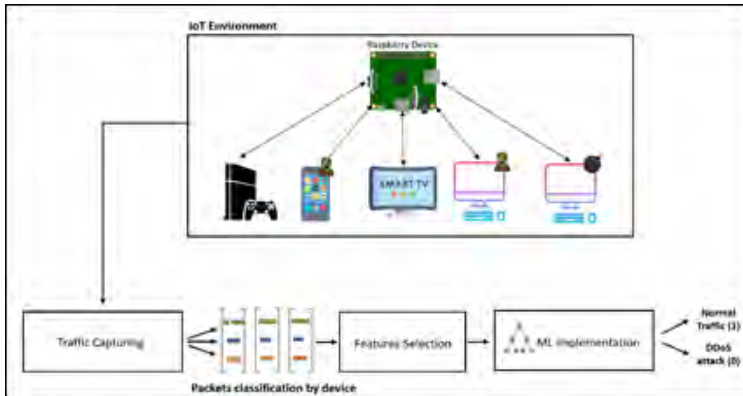 IoT Environment
Raspberry Device
SMART TV
Traffic Capturing
Features Selection
ML Implementation
Normal
Traffic (1)
DDoS
attack (0)
Packets classification by device